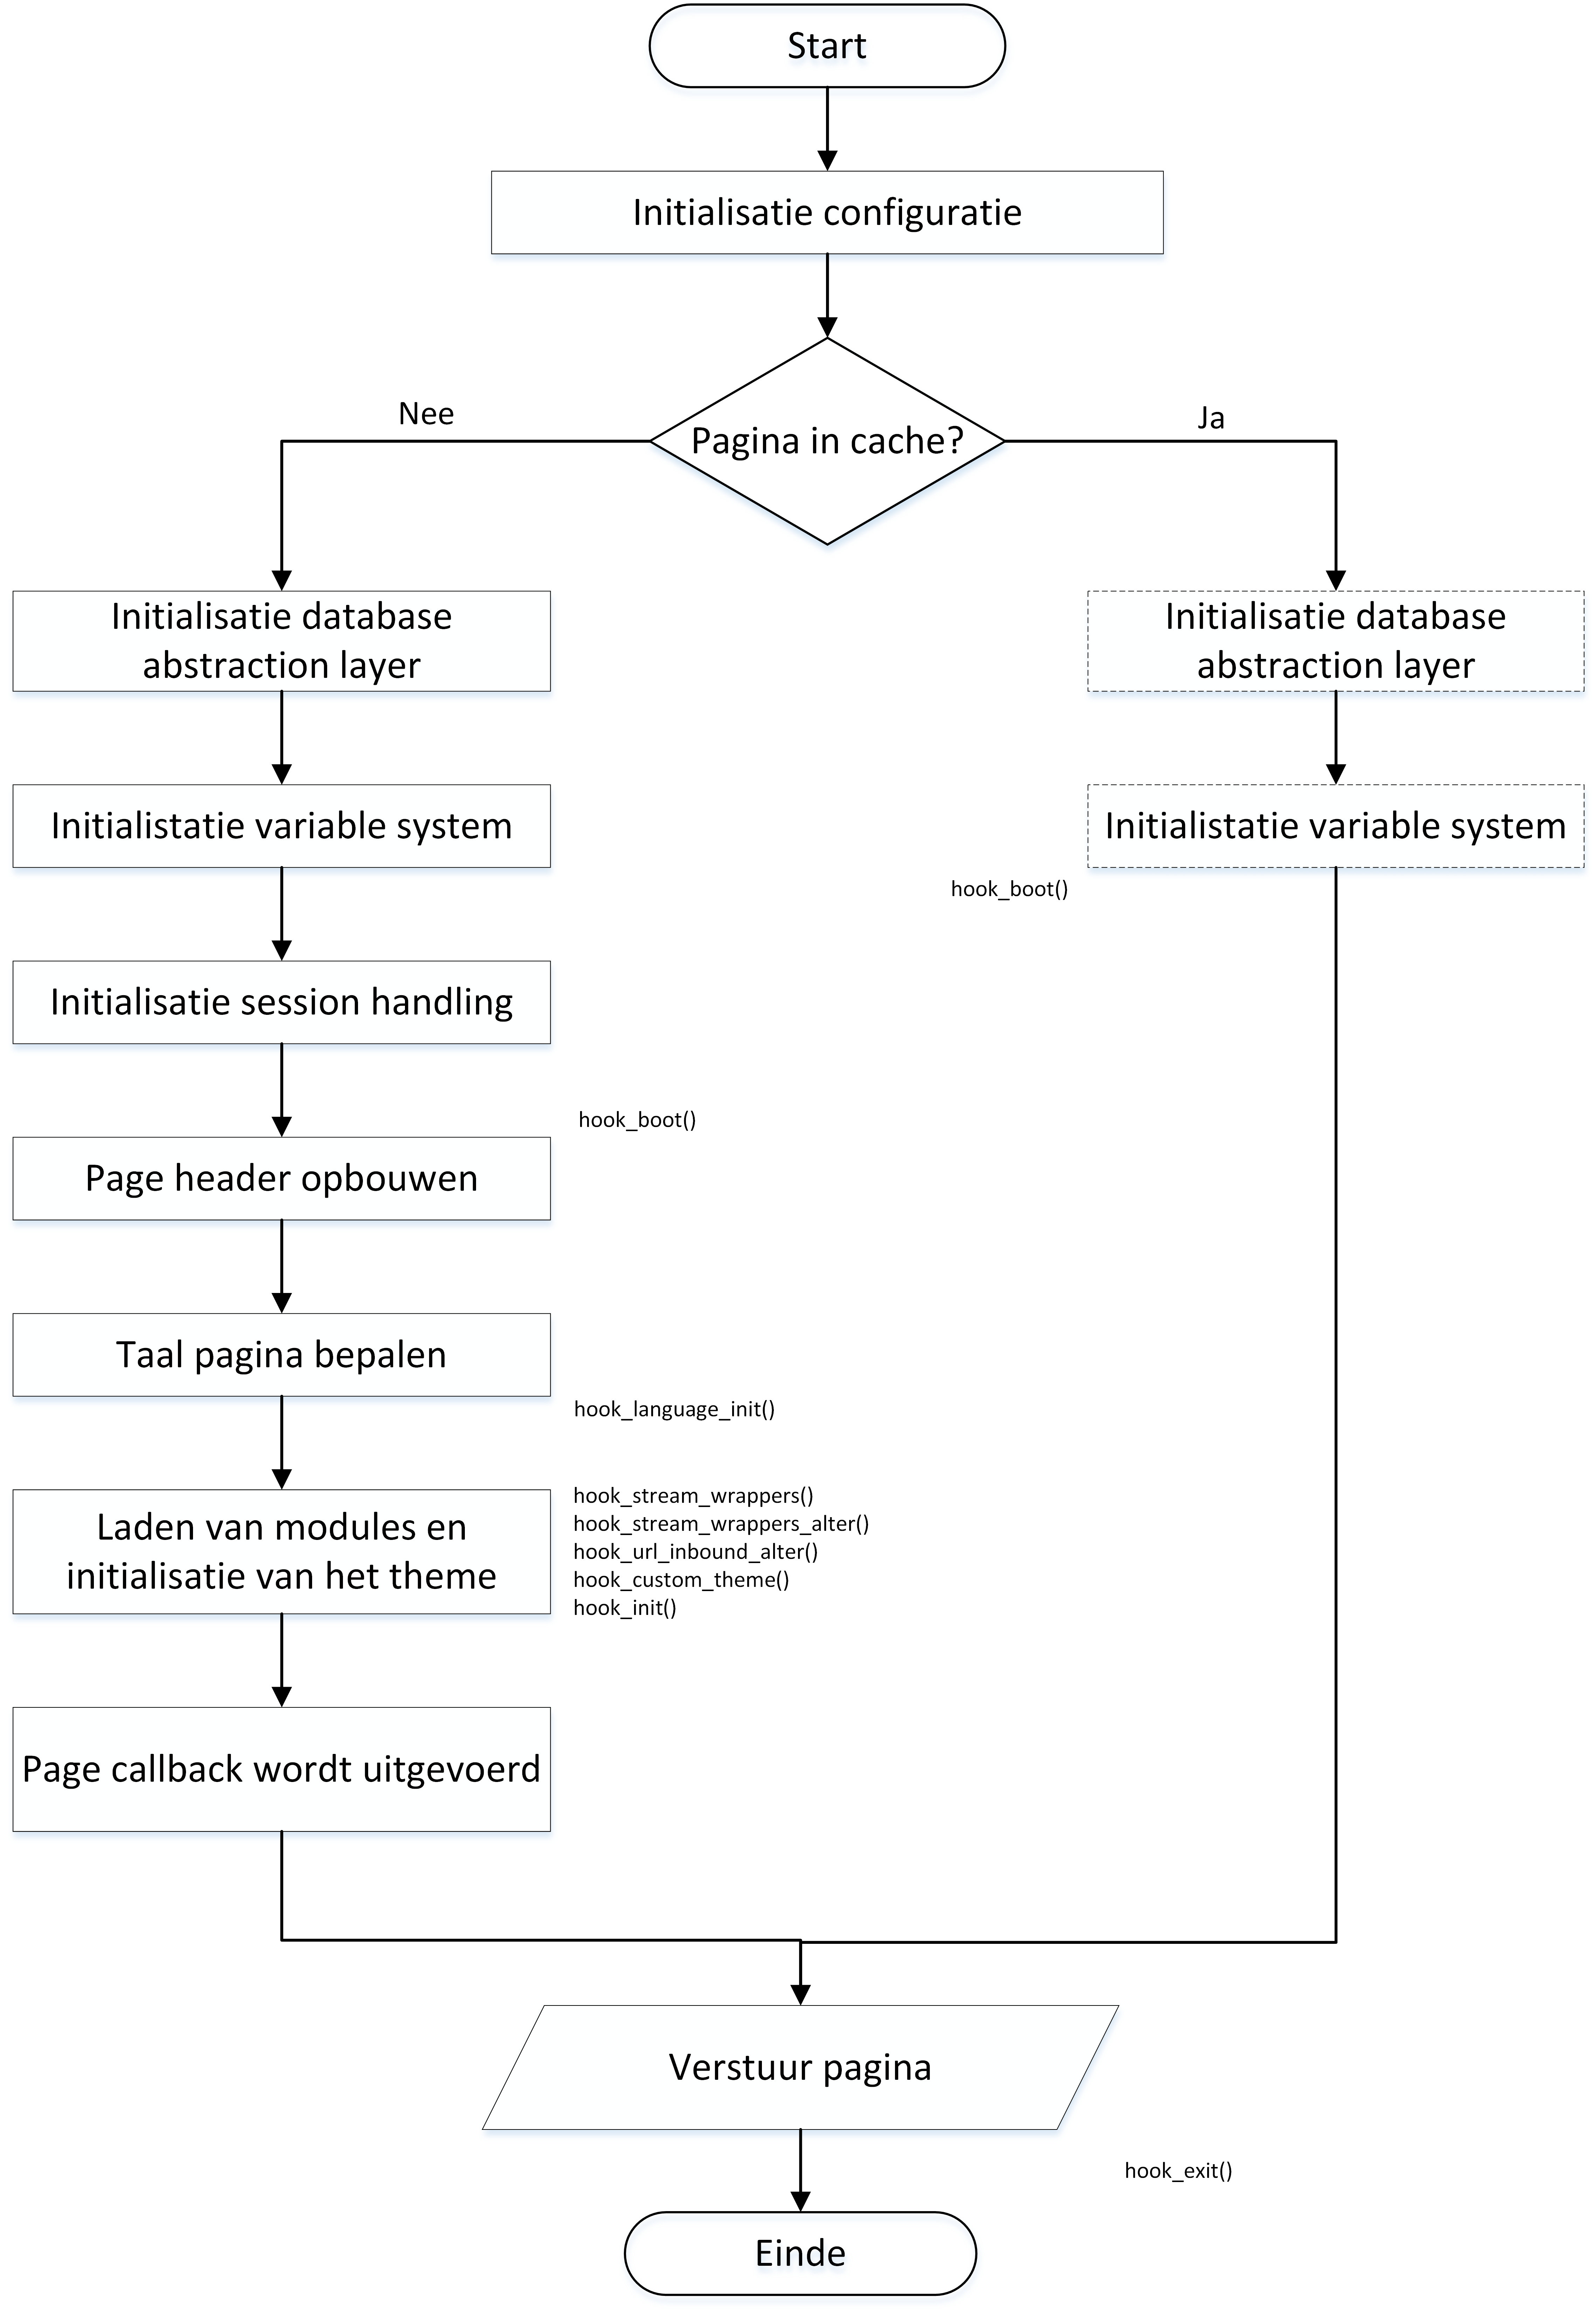 Start
Initialisatie configuratie
Nee
Ja
Pagina in cache?
Initialisatie database
abstraction layer
Initialisatie database
abstraction layer
Initialistatie variable system
Initialistatie variable system
hook_boot()
Initialisatie session handling
hook_boot()
Page header opbouwen
Taal pagina bepalen
hook_language_init()
Laden van modules en
initialisatie van het theme
hook_stream_wrappers()
hook_stream_wrappers_alter()
hook_url_inbound_alter()
hook_custom_theme()
hook_init()
Page callback wordt uitgevoerd
Verstuur pagina
hook_exit()
Einde